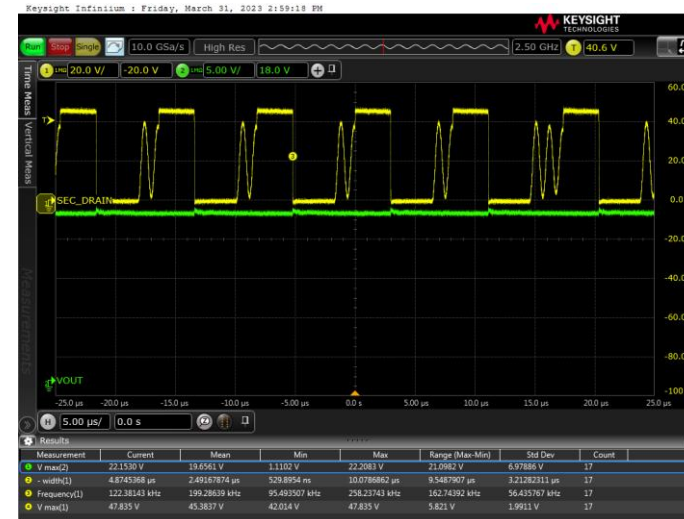 Keysight Infiniium : Friday, March 31, 2023 2:59:18 PM
KEYSIGHT
TECHNOLOGIES
Run Stop Single 10.0 GSa/s High Res 2.50 GHz T 40.6 V
1 1MΩ 20.0 V/ -20.0 V 2 1MΩ 5.00 V/ 18.0 V +
Time Meas
Vertical Meas
Measurements
T
60.0
40.0
20.0
0.0
-20.0
-40.0
-60.0
-80.0
-100
3
SEC_DRAIN
VOUT
-25.0 µs -20.0 µs -15.0 µs -10.0 µs -5.00 µs 0.0 s 5.00 µs 10.0 µs 15.0 µs 20.0 µs 25.0 µs
H 5.00 µs/ 0.0 s
Results
Measurement Current Mean Min Max Range (Max-Min) Std Dev Count
V max(2) 22.1530 V 19.6561 V 1.1102 V 22.2083 V 21.0982 V 6.97886 V 17
- width(1) 4.8745368 µs 2.49167874 µs 529.8954 ns 10.0786862 µs 9.5487907 µs 3.21282311 µs 17
Frequency(1) 122.38143 kHz 199.28639 kHz 95.493507 kHz 258.23743 kHz 162.74392 kHz 56.435767 kHz 17
V max(1) 47.835 V 45.3837 V 42.014 V 47.835 V 5.821 V 1.9911 V 17